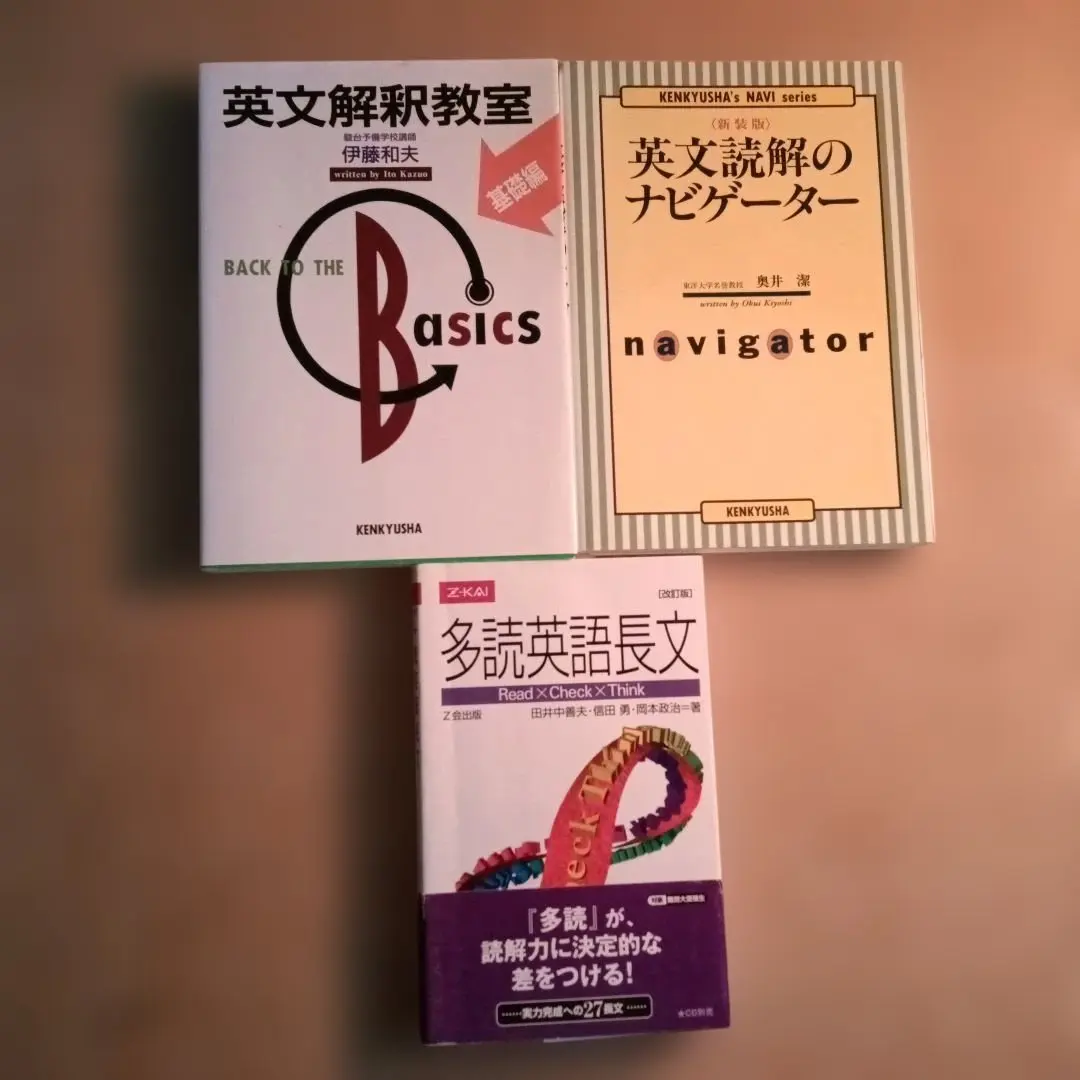 英文解釈教室
駿台予備学校講師
伊藤和夫
written by Ito Kazuo
基礎編
BACK TO THE
Basics
KENKYUSHA
KENKYUSHA's NAVI series
〈新装版〉
英文読解の
ナビゲーター
東洋大学名誉教授 奥井 潔
written by Okui Kiyoshi
navigator
KENKYUSHA
Z-KAI
[改訂版]
多読英語長文
Read×Check×Think
Z会出版 田井中善夫・信田 勇・岡本政治=著
eck T
『多読』が、
読解力に決定的な
差をつける!
……実力完成への27長文……
★CD別売